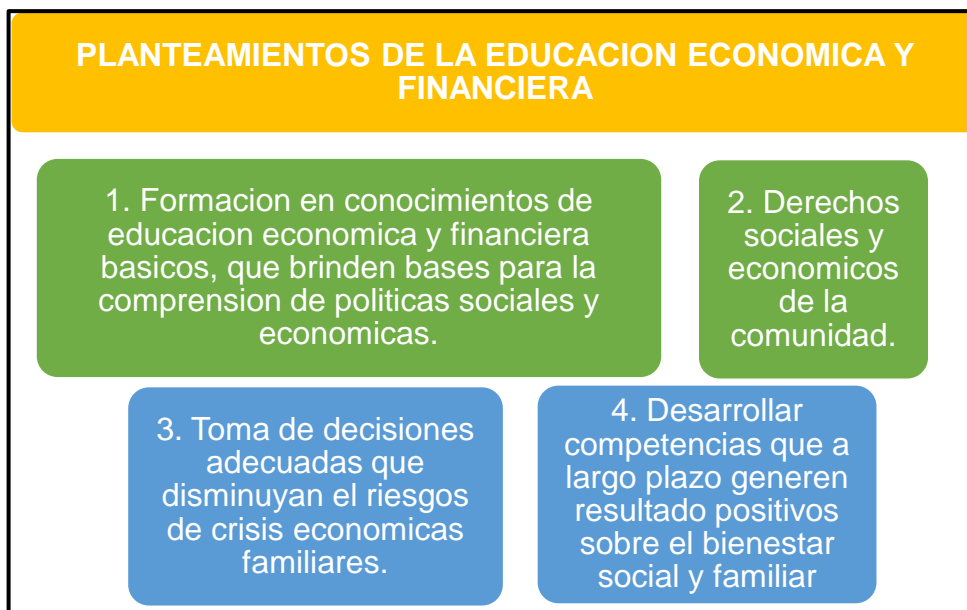 PLANTEAMIENTOS DE LA EDUCACION ECONOMICA Y
FINANCIERA
1. Formacion en conocimientos de
educacion economica y financiera
basicos, que brinden bases para la
comprension de politicas sociales y
economicas.
2. Derechos
sociales y
economicos
de la
comunidad.
3. Toma de decisiones
adecuadas que
disminuyan el riesgos
de crisis economicas
familiares.
4. Desarrollar
competencias que a
largo plazo generen
resultado positivos
sobre el bienestar
social y familiar